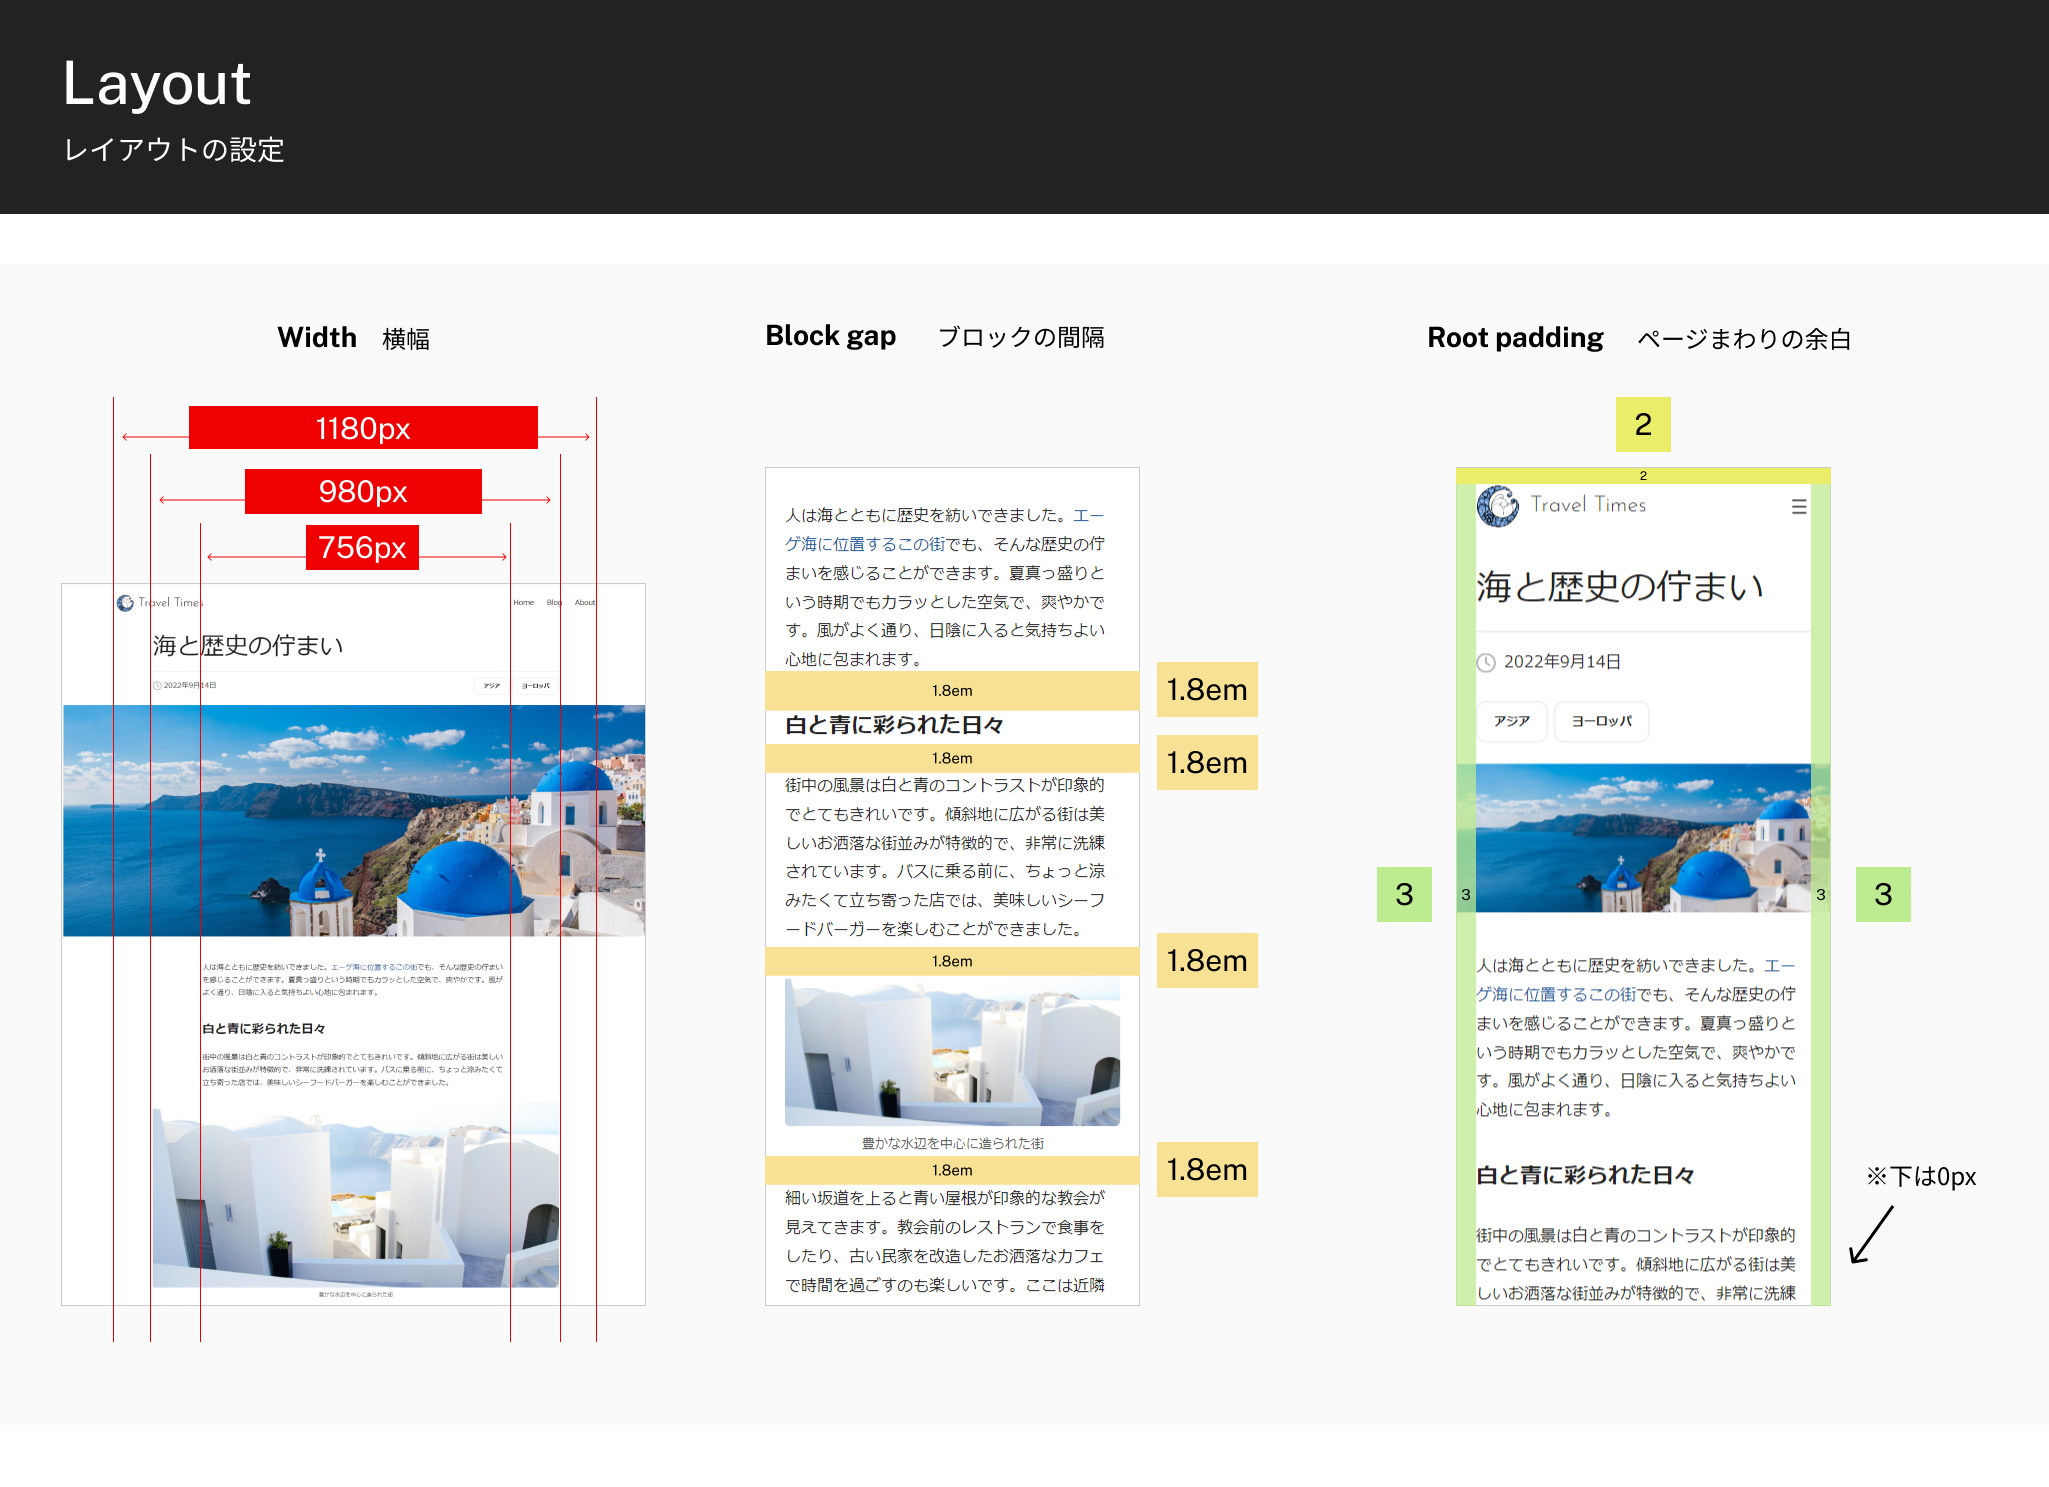 Layout
レイアウトの設定
Width 横幅
1180px
980px
756px
Travel Times
Home Blog About
海と歴史の佇まい
2022年9月14日
アジア ヨーロッパ
人は海とともに歴史を紡いできました。エーゲ海に位置するこの街でも、そんな歴史の佇まい
を感じることができます。夏真っ盛りという時期でもカラッとした空気で、爽やかです。風が
よく通り、日陰に入ると気持ちよい心地に包まれます。
白と青に彩られた日々
街中の風景は白と青のコントラストが印象的でとてもきれいです。傾斜地に広がる街は美しい
お洒落な街並みが特徴的で、非常に洗練されています。バスに乗る前に、ちょっと涼みたくて
立ち寄った店では、美味しいシーフードバーガーを楽しむことができました。
豊かな水辺を中心に造られた街
Block gap ブロックの間隔
人は海とともに歴史を紡いできました。エー
ゲ海に位置するこの街でも、そんな歴史の佇
まいを感じることができます。夏真っ盛りと
いう時期でもカラッとした空気で、爽やかで
す。風がよく通り、日陰に入ると気持ちよい
心地に包まれます。
1.8em 1.8em
白と青に彩られた日々
1.8em 1.8em
街中の風景は白と青のコントラストが印象的
でとてもきれいです。傾斜地に広がる街は美
しいお洒落な街並みが特徴的で、非常に洗練
されています。バスに乗る前に、ちょっと涼
みたくて立ち寄った店では、美味しいシーフ
ードバーガーを楽しむことができました。
1.8em 1.8em
豊かな水辺を中心に造られた街
1.8em 1.8em
細い坂道を上ると青い屋根が印象的な教会が
見えてきます。教会前のレストランで食事を
したり、古い民家を改造したお洒落なカフェ
で時間を過ごすのも楽しいです。ここは近隣
Root padding ページまわりの余白
2
2
Travel Times
海と歴史の佇まい
2022年9月14日
アジア ヨーロッパ
3 3 3 3
人は海とともに歴史を紡いできました。エー
ゲ海に位置するこの街でも、そんな歴史の佇
まいを感じることができます。夏真っ盛りと
いう時期でもカラッとした空気で、爽やかで
す。風がよく通り、日陰に入ると気持ちよい
心地に包まれます。
白と青に彩られた日々
※下は0px
街中の風景は白と青のコントラストが印象的
でとてもきれいです。傾斜地に広がる街は美
しいお洒落な街並みが特徴的で、非常に洗練